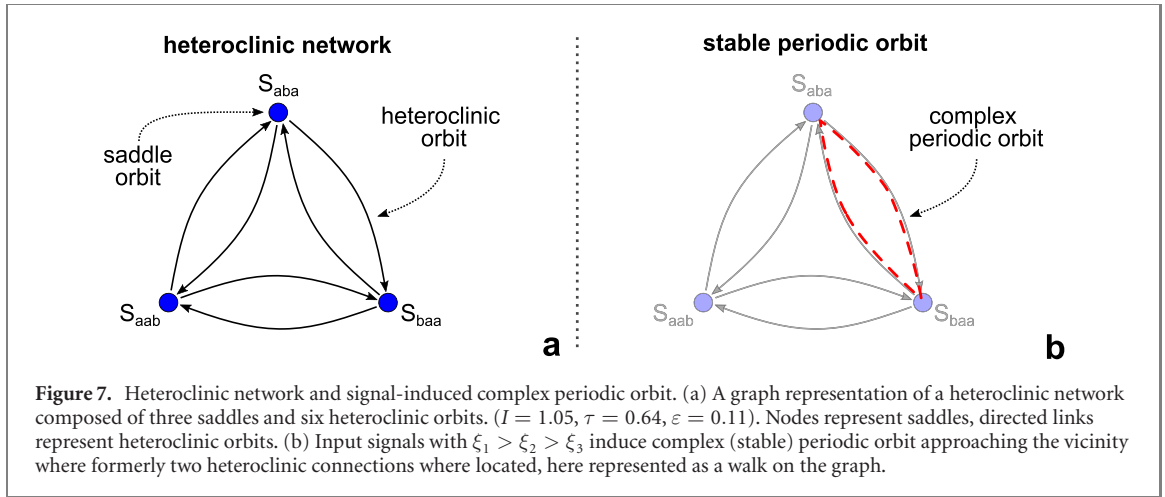 heteroclinic network
S_aba
heteroclinic
orbit
saddle
orbit
S_aab
S_baa
a
stable periodic orbit
S_aba
complex
periodic orbit
S_aab
S_baa
b
Figure 7. Heteroclinic network and signal-induced complex periodic orbit. (a) A graph representation of a heteroclinic network
composed of three saddles and six heteroclinic orbits. (I = 1.05, τ = 0.64, ε = 0.11). Nodes represent saddles, directed links
represent heteroclinic orbits. (b) Input signals with ξ₁ > ξ₂ > ξ₃ induce complex (stable) periodic orbit approaching the vicinity
where formerly two heteroclinic connections where located, here represented as a walk on the graph.